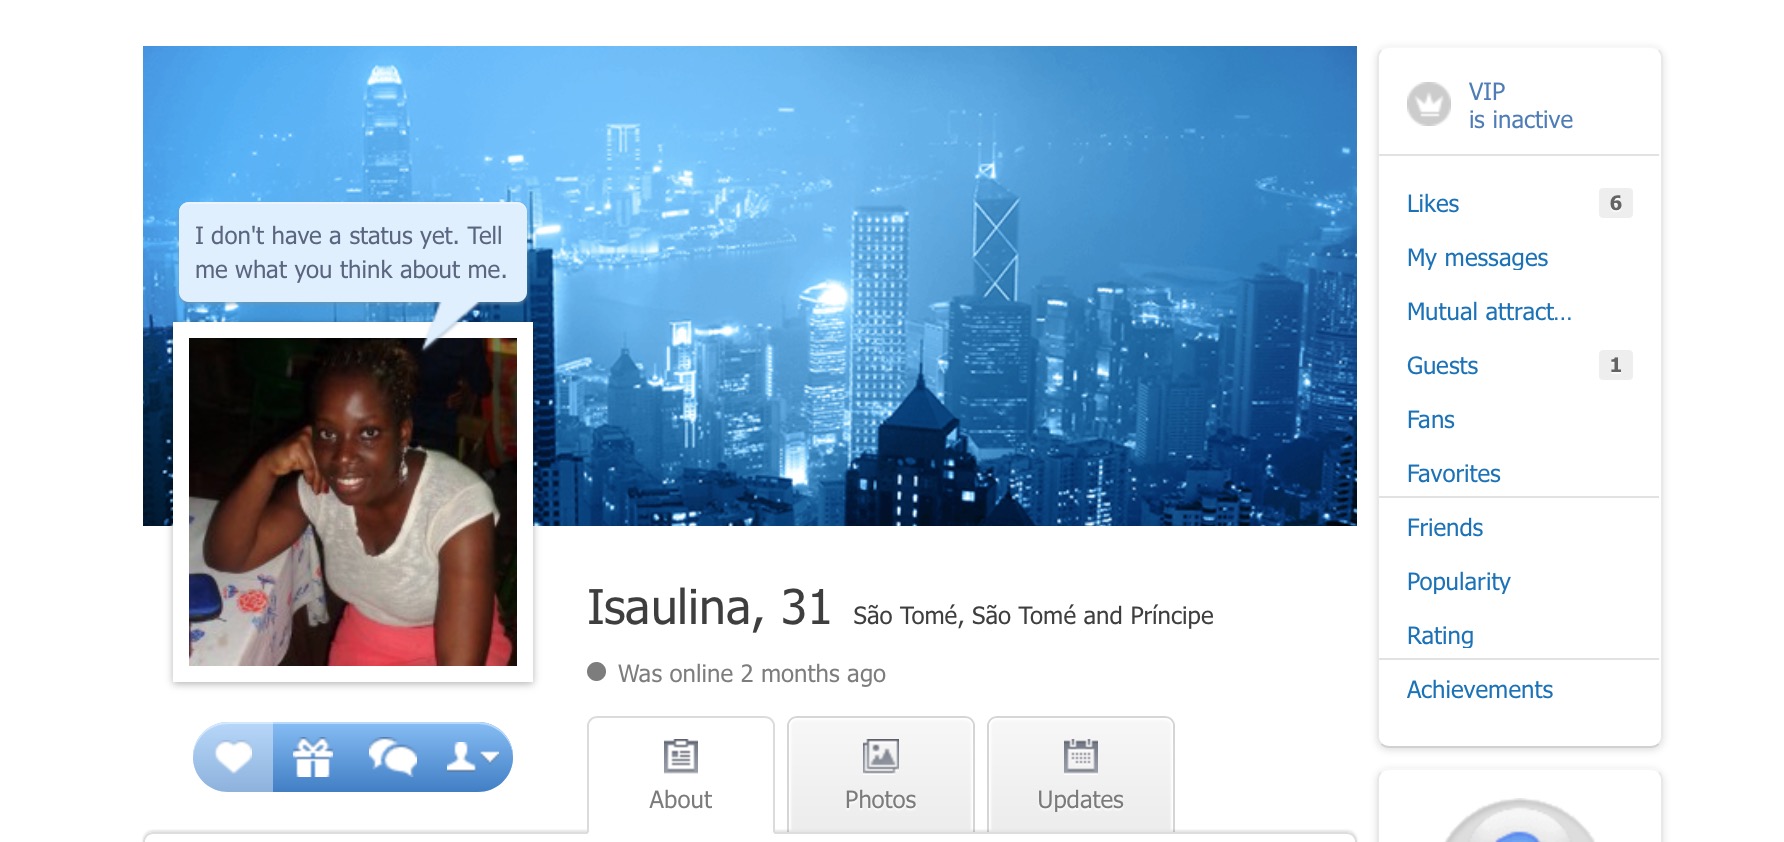 I don't have a status yet. Tell
me what you think about me.
Isaulina, 31 São Tomé, São Tomé and Príncipe
Was online 2 months ago
About
Photos
Updates
VIP
is inactive
Likes 6
My messages
Mutual attract...
Guests 1
Fans
Favorites
Friends
Popularity
Rating
Achievements